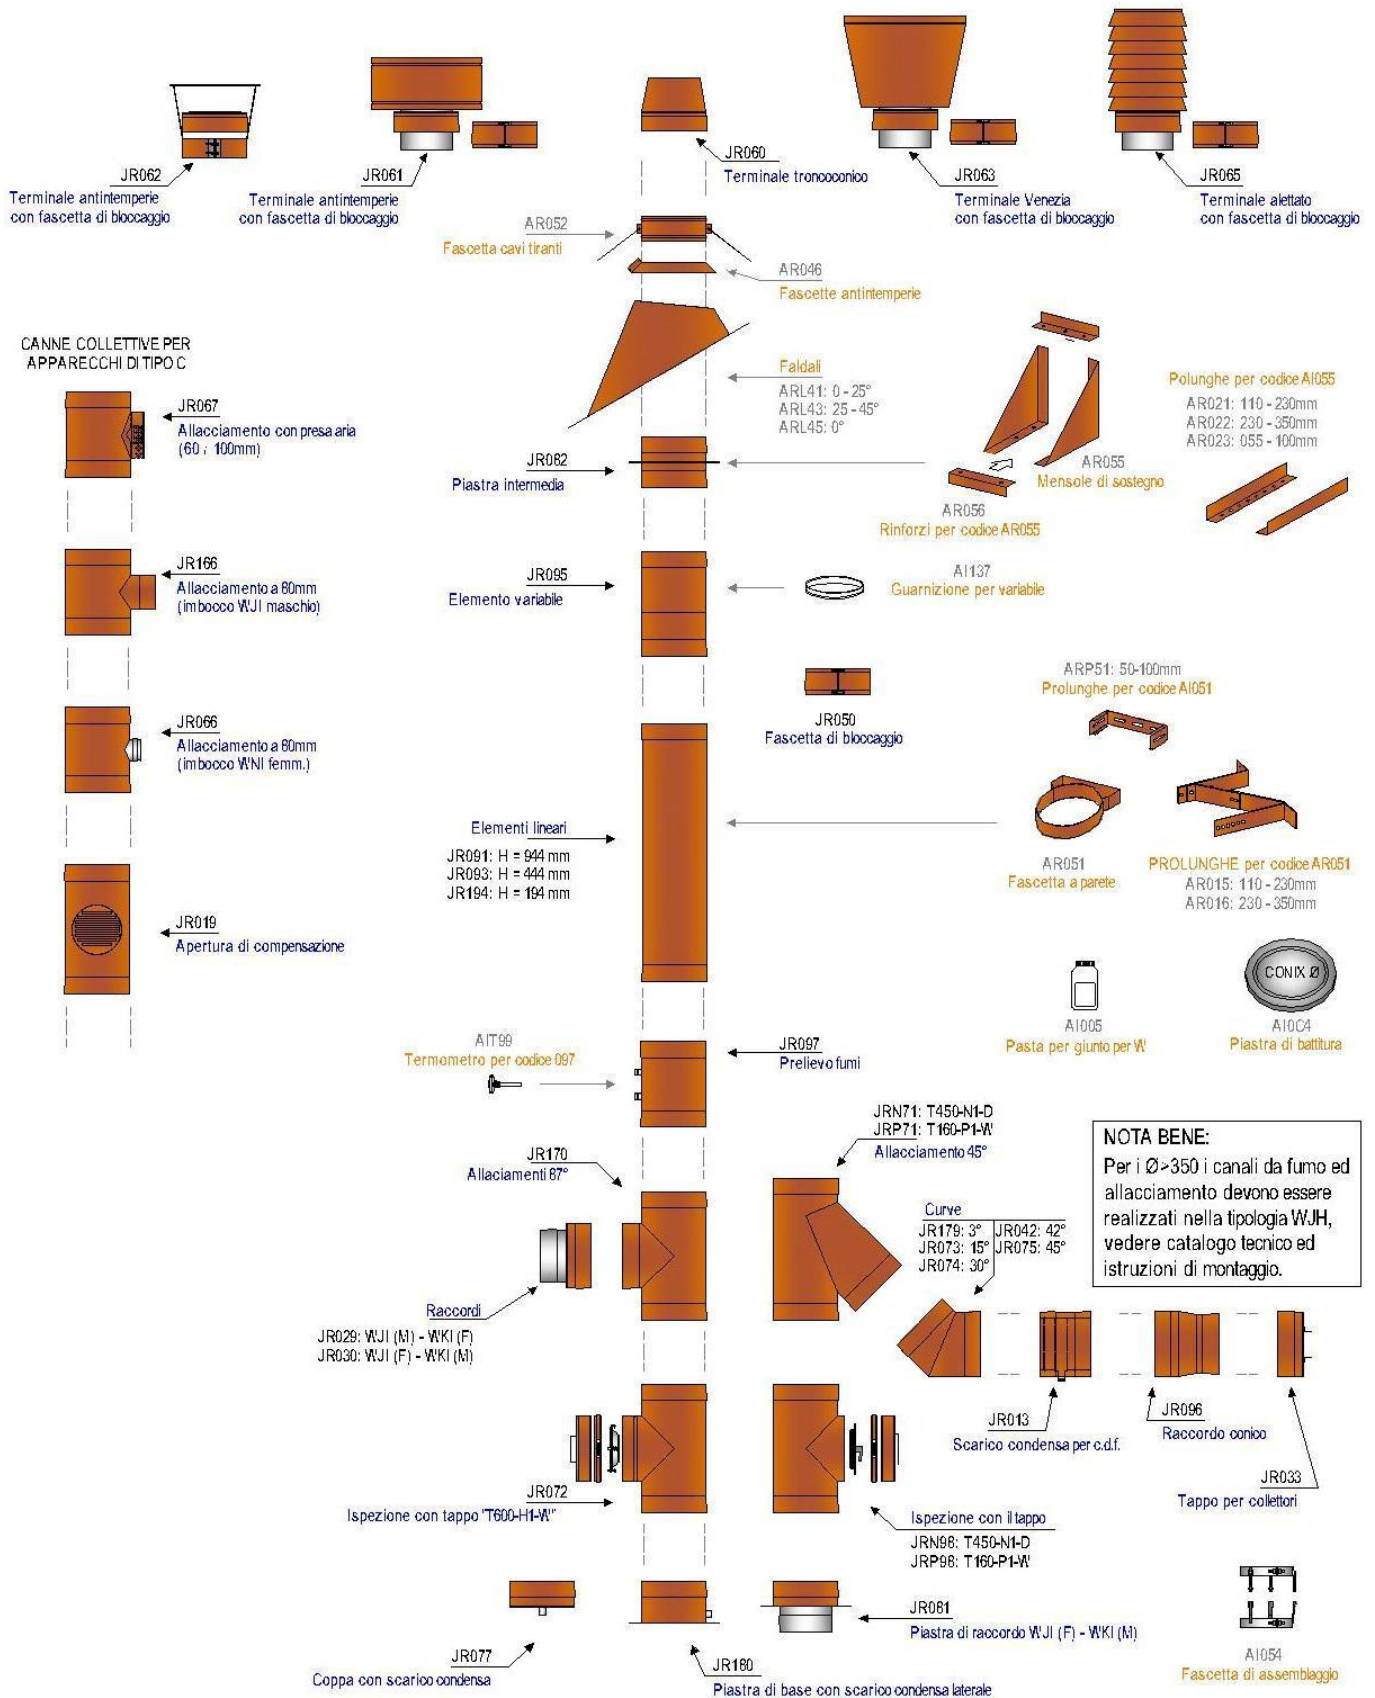 JR062
Terminale antintemperie
con fascetta di bloccaggio
JR061
Terminale antintemperie
con fascetta di bloccaggio
JR060
Terminale troncoconico
JR063
Terminale Venezia
con fascetta di bloccaggio
JR065
Terminale alettato
con fascetta di bloccaggio
AR052
Fascetta cavi tiranti
AR046
Fascette antintemperie
CANNE COLLETTIVE PER
APPARECCHI DI TIPO C
Faldali
ARL41: 0 - 25°
ARL43: 25 - 45°
ARL45: 0°
Polunghe per codice AI055
AR021: 110 - 230mm
AR022: 230 - 350mm
AR023: 055 - 100mm
JR067
Allacciamento con presa aria
(60 / 100mm)
JR082
Piastra intermedia
AR055
Mensole di sostegno
AR056
Rinforzi per codice AR055
JR166
Allacciamento a 80mm
(imbocco WJI maschio)
JR095
Elemento variabile
AI137
Guarnizione per variabile
ARP51: 50-100mm
Prolunghe per codice AI051
JR066
Allacciamento a 80mm
(imbocco WNI femm.)
JR050
Fascetta di bloccaggio
Elementi lineari
JR091: H = 944 mm
JR093: H = 444 mm
JR194: H = 194 mm
AR051
Fascetta a parete
PROLUNGHE per codice AR051
AR015: 110 - 230mm
AR016: 230 - 350mm
JR019
Apertura di compensazione
CONIX Ø
AI005
Pasta per giunto per W
AI0C4
Piastra di battitura
AIT99
Termometro per codice 097
JR097
Prelievo fumi
JRN71: T450-N1-D
JRP71: T160-P1-W
Allacciamento 45°
NOTA BENE:
Per i Ø>350 i canali da fumo ed
allacciamento devono essere
realizzati nella tipologia WJH,
vedere catalogo tecnico ed
istruzioni di montaggio.
JR170
Allaciamenti 87°
Curve
JR179: 3° JR042: 42°
JR073: 15° JR075: 45°
JR074: 30°
Raccordi
JR029: WJI (M) - WKI (F)
JR030: WJI (F) - WKI (M)
JR013
Scarico condensa per c.d.f.
JR096
Raccordo conico
JR033
Tappo per collettori
JR072
Ispezione con tappo "T600-H1-W"
Ispezione con il tappo
JRN98: T450-N1-D
JRP98: T160-P1-W
JR081
Piastra di raccordo WJI (F) - WKI (M)
JR077
Coppa con scarico condensa
JR180
Piastra di base con scarico condensa laterale
AI054
Fascetta di assemblaggio